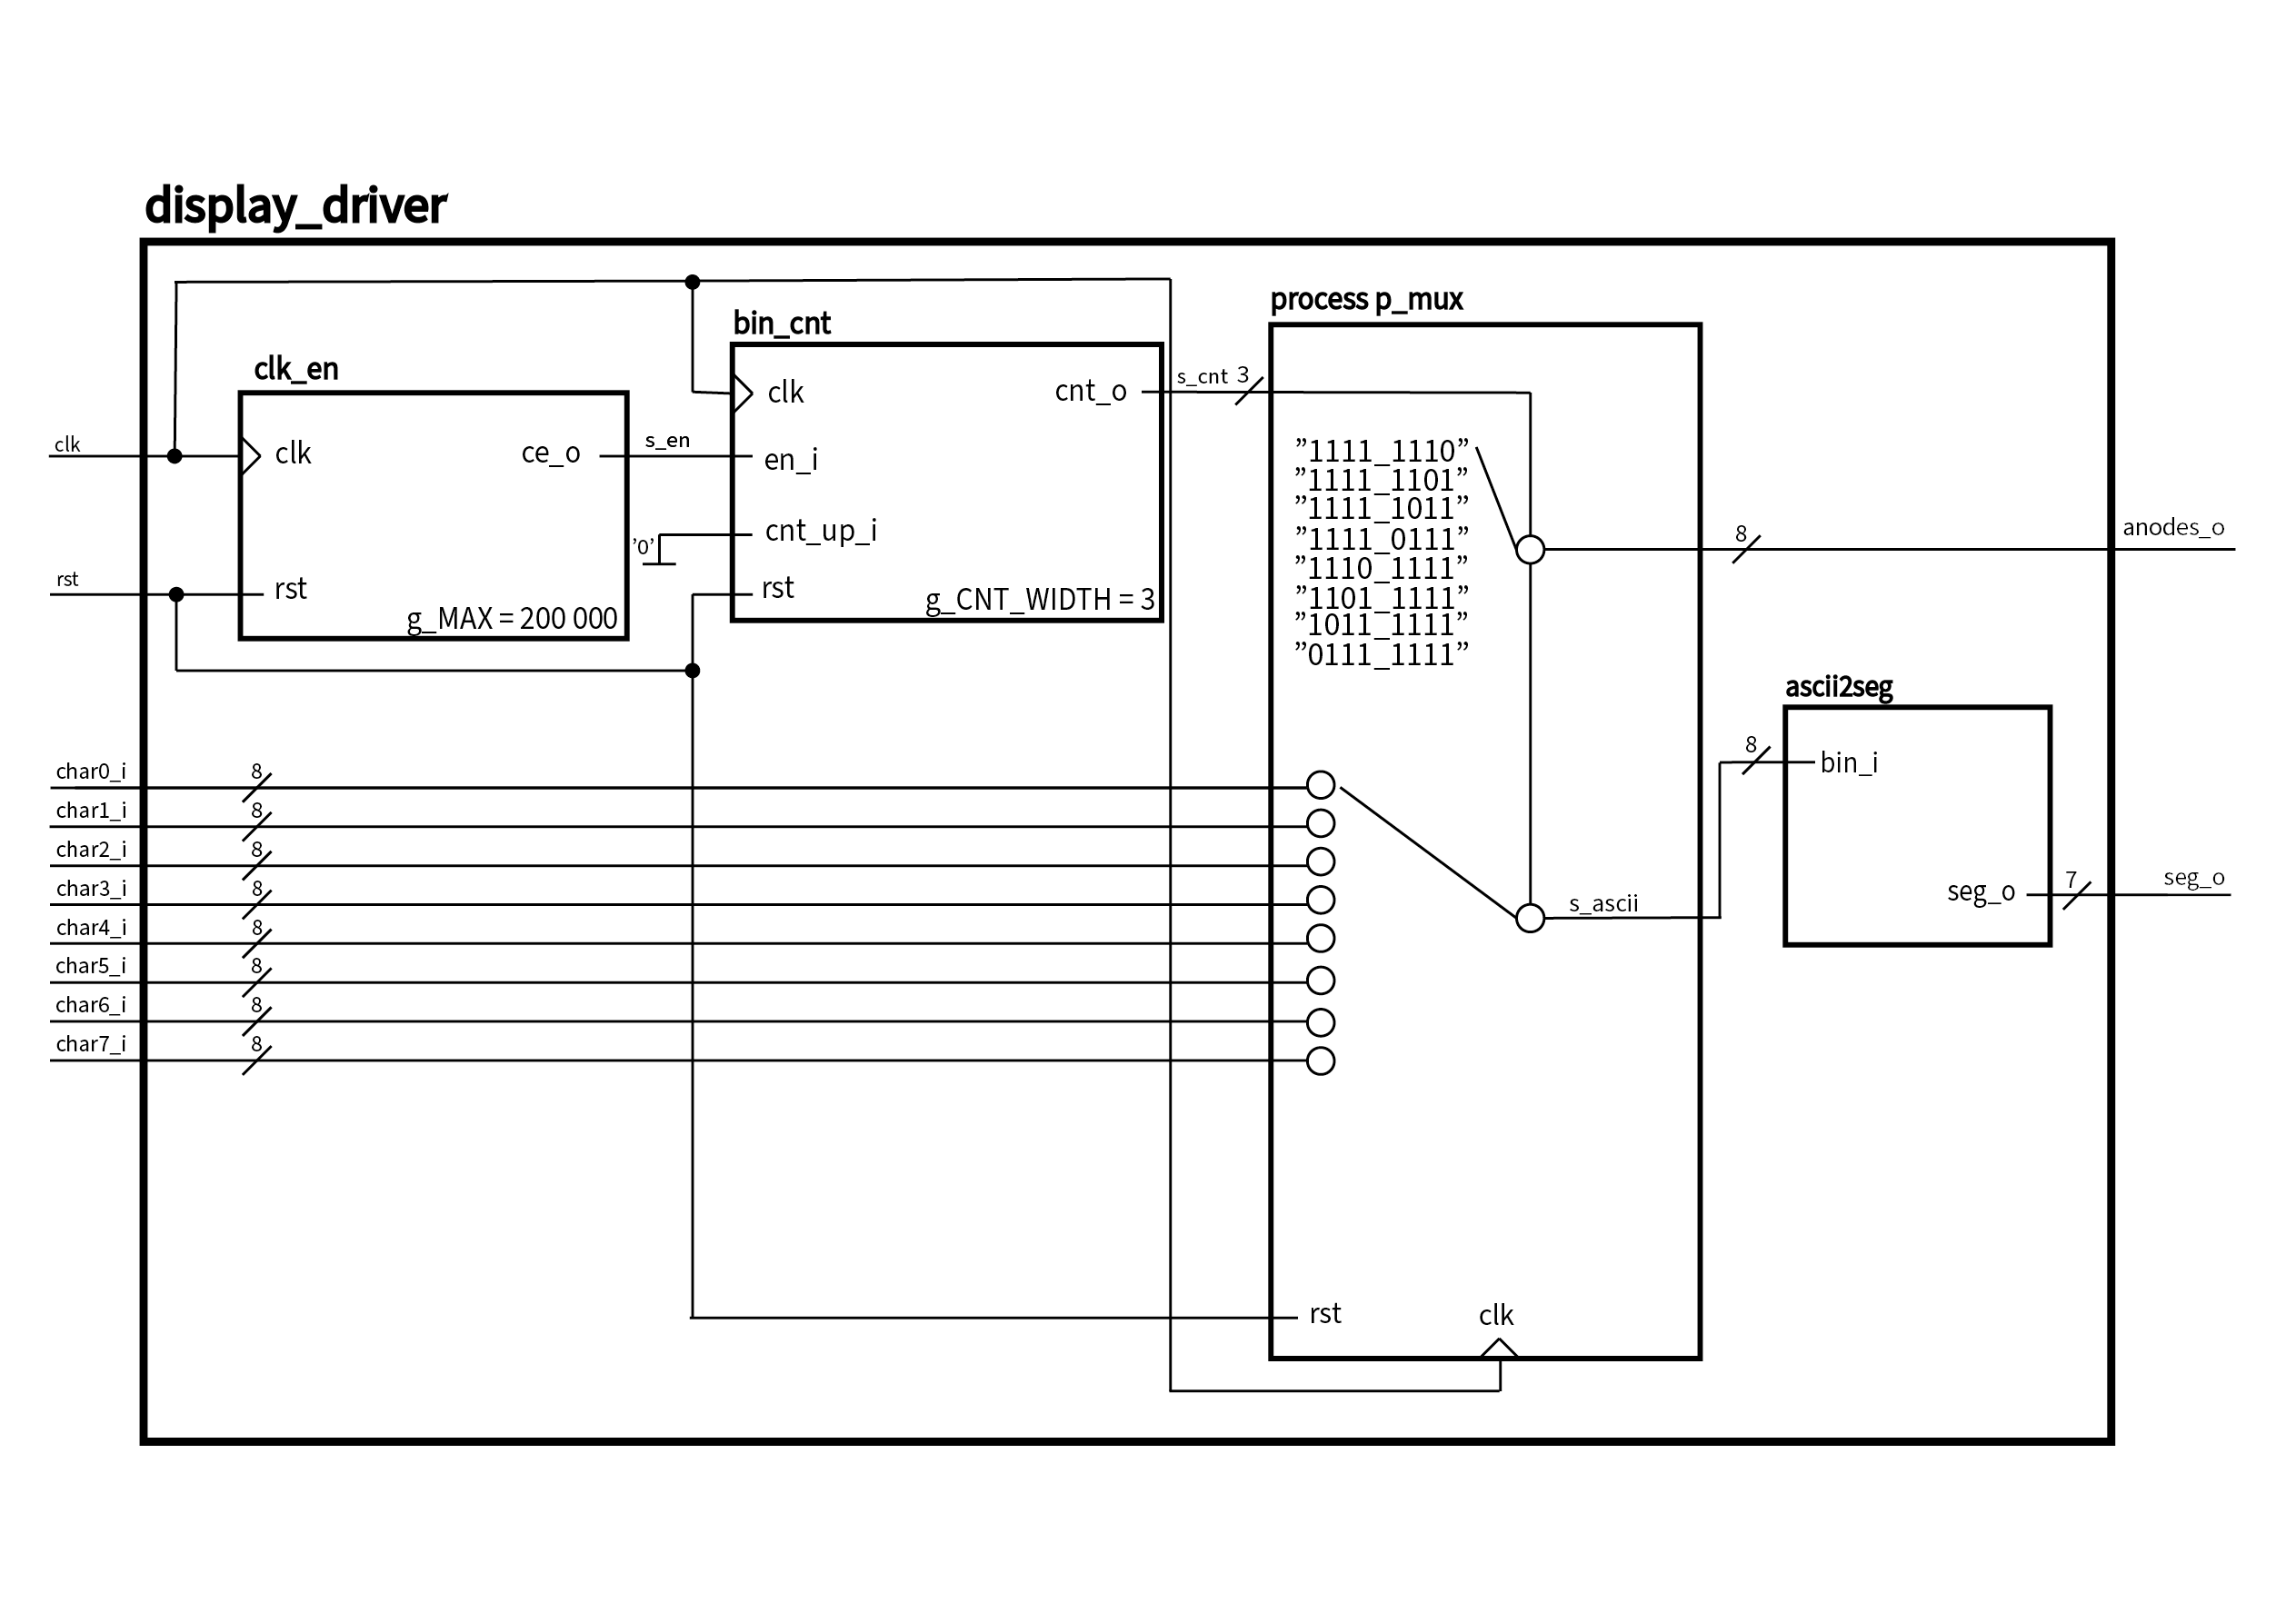 display_driver
process p_mux
bin_cnt
clk_en
clk
cnt_o
s_cnt 3
clk
clk
ce_o
s_en
en_i
"1111_1110"
"1111_1101"
"1111_1011"
"1111_0111"
"1110_1111"
"1101_1111"
"1011_1111"
"0111_1111"
cnt_up_i
'0'
8
anodes_o
rst
rst
rst
g_MAX = 200 000
g_CNT_WIDTH = 3
ascii2seg
8
bin_i
char0_i 8
char1_i 8
char2_i 8
char3_i 8
char4_i 8
char5_i 8
char6_i 8
char7_i 8
s_ascii
seg_o
7
seg_o
rst
clk